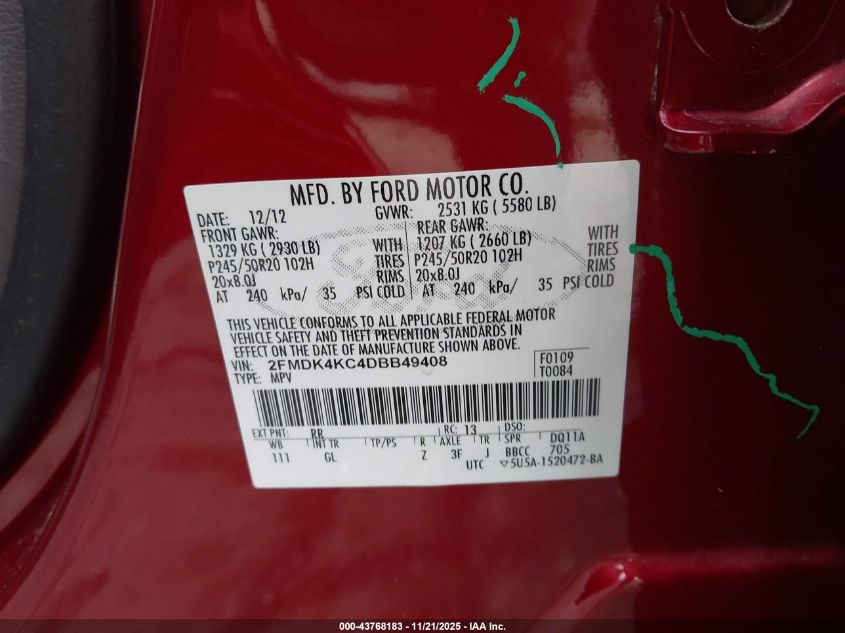 MFD. BY FORD MOTOR CO.
DATE: 12/12 GVWR: 2531 KG ( 5580 LB)
FRONT GAWR: REAR GAWR: WITH
1329 KG ( 2930 LB) WITH 1207 KG ( 2660 LB) TIRES
P245/50R20 102H TIRES P245/50R20 102H RIMS
20x8.0J RIMS 20x8.0J
AT 240 kPa/ 35 PSI COLD AT 240 kPa/ 35 PSI COLD
THIS VEHICLE CONFORMS TO ALL APPLICABLE FEDERAL MOTOR
VEHICLE SAFETY AND THEFT PREVENTION STANDARDS IN
EFFECT ON THE DATE OF MANUFACTURE SHOWN ABOVE.
VIN: 2FMDK4KC4DBB49408 F0109
TYPE: MPV T0084
EXT PNT: RR RC: 13 DSO:
WB INT TR TP/PS R AXLE TR SPR DQ11A
111 GL Z 3F J BBCC 705
UTC ▽5U5A-1520472-BA
000-43768183 - 11/21/2025 - IAA Inc.